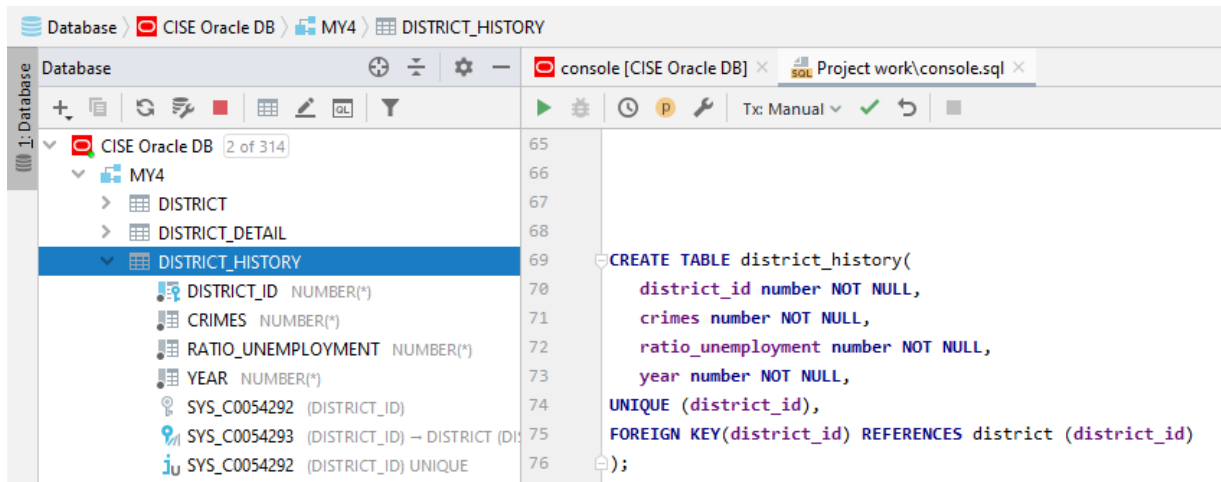 Database CISE Oracle DB MY4 DISTRICT_HISTORY
1: Database
Database
console [CISE Oracle DB] Project work\console.sql
Tx: Manual
CISE Oracle DB 2 of 314
MY4
DISTRICT
DISTRICT_DETAIL
DISTRICT_HISTORY
DISTRICT_ID NUMBER(*)
CRIMES NUMBER(*)
RATIO_UNEMPLOYMENT NUMBER(*)
YEAR NUMBER(*)
SYS_C0054292 (DISTRICT_ID)
SYS_C0054293 (DISTRICT_ID) → DISTRICT (DI
SYS_C0054292 (DISTRICT_ID) UNIQUE
65
66
67
68
69 CREATE TABLE district_history(
70 district_id number NOT NULL,
71 crimes number NOT NULL,
72 ratio_unemployment number NOT NULL,
73 year number NOT NULL,
74 UNIQUE (district_id),
75 FOREIGN KEY(district_id) REFERENCES district (district_id)
76 );